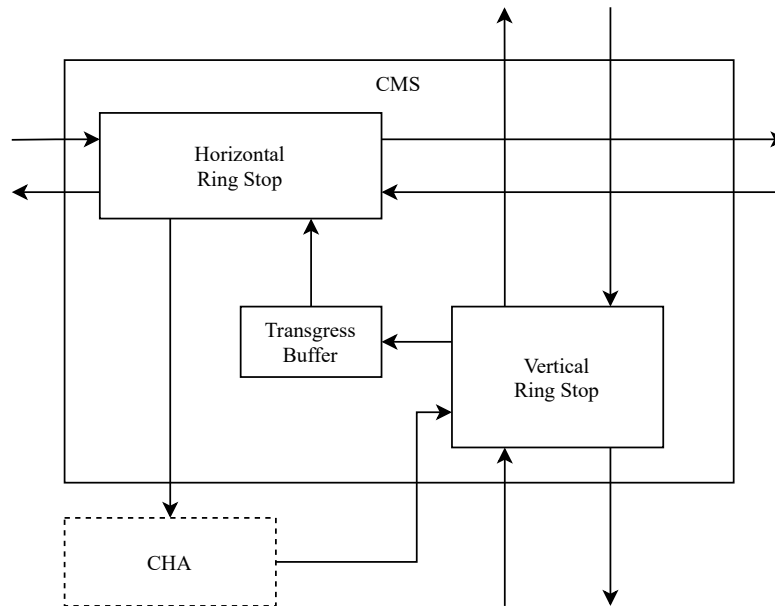 CMS
Horizontal
Ring Stop
Transgress
Buffer
Vertical
Ring Stop
CHA